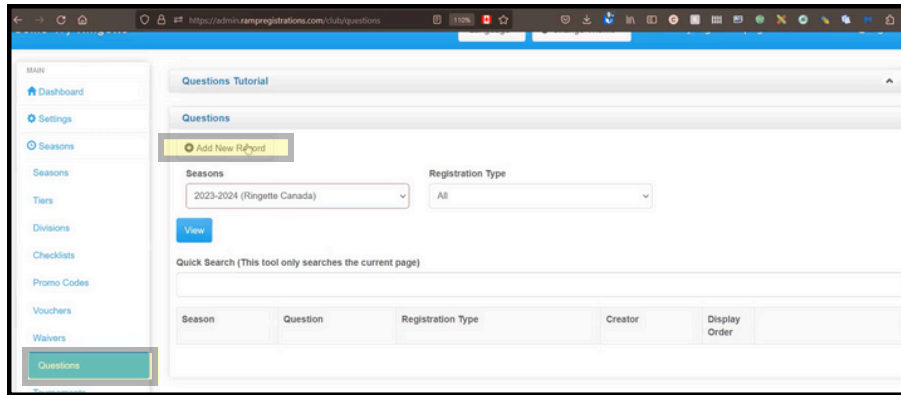 https://admin.rampregistrations.com/club/questions
110%
MAIN
Dashboard
Settings
Seasons
Seasons
Tiers
Divisions
Checklists
Promo Codes
Vouchers
Waivers
Questions
Questions Tutorial
Questions
Add New Record
Seasons
Registration Type
2023-2024 (Ringette Canada)
All
View
Quick Search (This tool only searches the current page)
Season Question Registration Type Creator Display
Order